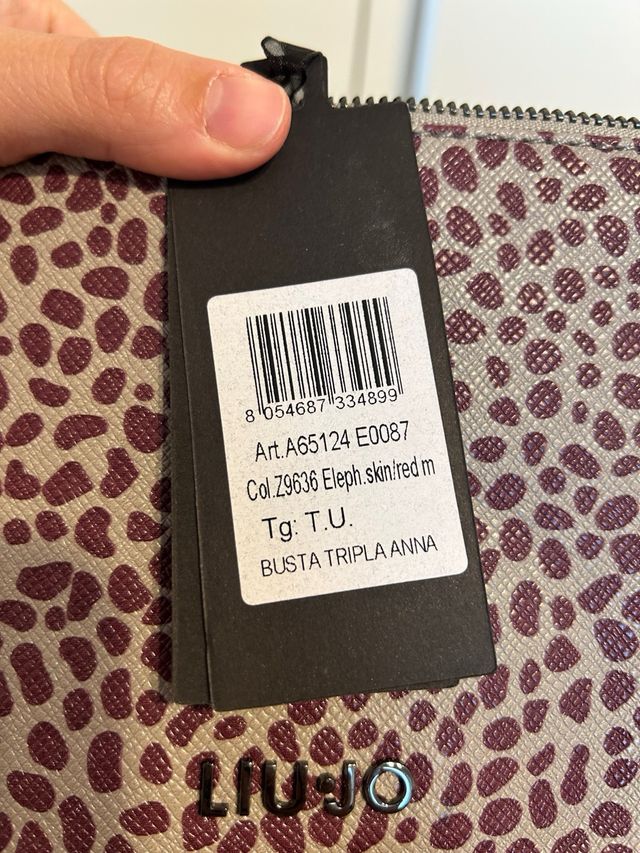 8 054687 334899
Art.A65124 E0087
Col.Z9636 Eleph.skin/red m
Tg: T.U.
BUSTA TRIPLA ANNA
LIU·JO